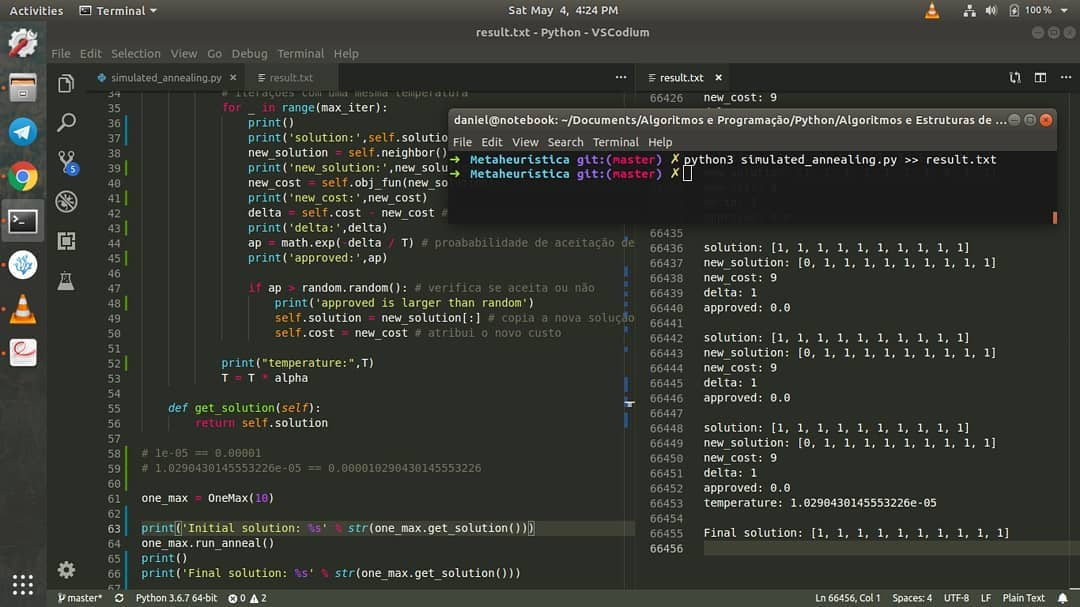 Activities Terminal Sat May 4, 4:24 PM 100 %
result.txt - Python - VSCodium
File Edit Selection View Go Debug Terminal Help
simulated_annealing.py × result.txt ··· result.txt × ···
34 # iterações com uma mesma temperatura
35 for _ in range(max_iter):
36 print()
37 print('solution:',self.solutio
38 new_solution = self.neighbor()
39 print('new_solution:',new_solu
40 new_cost = self.obj_fun(new_so
41 print('new_cost:',new_cost)
42 delta = self.cost - new_cost #
43 print('delta:',delta)
44 ap = math.exp(-delta / T) # proababilidade de aceitação de
45 print('approved:',ap)
46
47 if ap > random.random(): # verifica se aceita ou não
48 print('approved is larger than random')
49 self.solution = new_solution[:] # copia a nova solução
50 self.cost = new_cost # atribui o novo custo
51
52 print("temperature:",T)
53 T = T * alpha
54
55 def get_solution(self):
56 return self.solution
57
58 # 1e-05 == 0.00001
59 # 1.0290430145553226e-05 == 0.000010290430145553226
60
61 one_max = OneMax(10)
62
63 print('Initial solution: %s' % str(one_max.get_solution()))
64 one_max.run_anneal()
65 print()
66 print('Final solution: %s' % str(one_max.get_solution()))
67
66426 new_cost: 9
daniel@notebook: ~/Documents/Algoritmos e Programação/Python/Algoritmos e Estruturas de ...
File Edit View Search Terminal Help
➜ Metaheuristica git:(master) ✗ python3 simulated_annealing.py >> result.txt
➜ Metaheuristica git:(master) ✗
66435
66436 solution: [1, 1, 1, 1, 1, 1, 1, 1, 1, 1]
66437 new_solution: [0, 1, 1, 1, 1, 1, 1, 1, 1, 1]
66438 new_cost: 9
66439 delta: 1
66440 approved: 0.0
66441
66442 solution: [1, 1, 1, 1, 1, 1, 1, 1, 1, 1]
66443 new_solution: [0, 1, 1, 1, 1, 1, 1, 1, 1, 1]
66444 new_cost: 9
66445 delta: 1
66446 approved: 0.0
66447
66448 solution: [1, 1, 1, 1, 1, 1, 1, 1, 1, 1]
66449 new_solution: [0, 1, 1, 1, 1, 1, 1, 1, 1, 1]
66450 new_cost: 9
66451 delta: 1
66452 approved: 0.0
66453 temperature: 1.0290430145553226e-05
66454
66455 Final solution: [1, 1, 1, 1, 1, 1, 1, 1, 1, 1]
66456
5
master* Python 3.6.7 64-bit 0 2 Ln 66456, Col 1 Spaces: 4 UTF-8 LF Plain Text